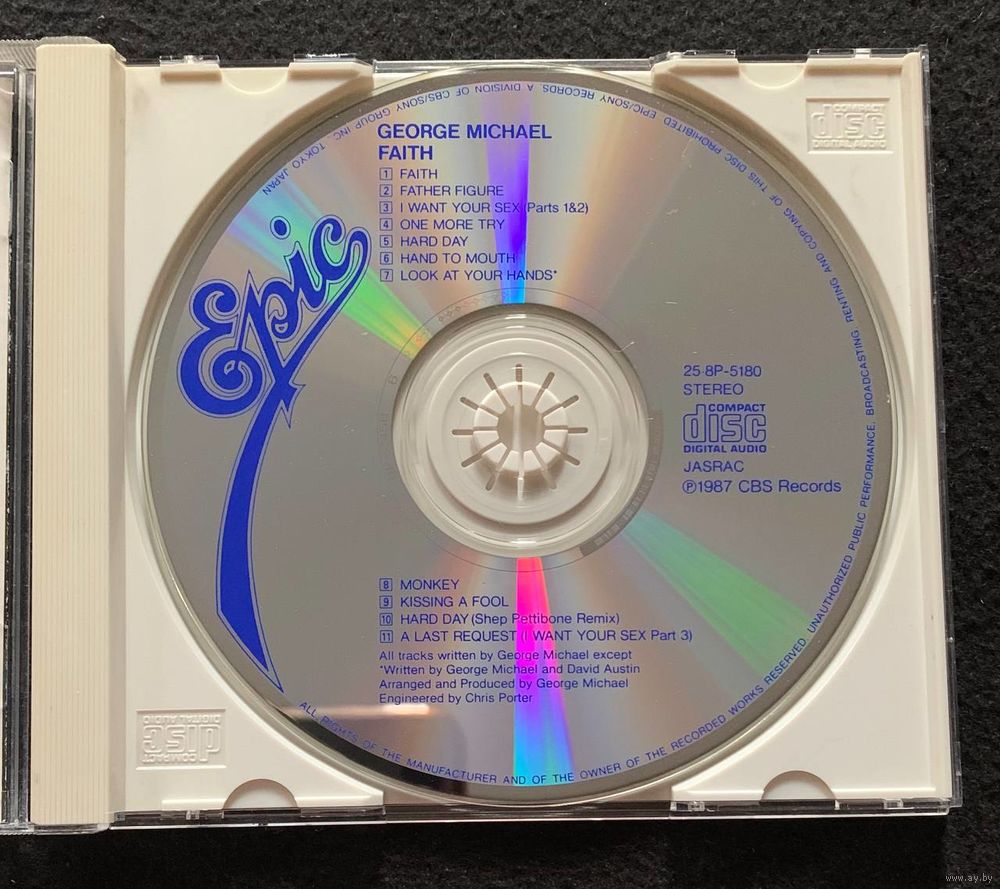 GEORGE MICHAEL
FAITH
1 FAITH
2 FATHER FIGURE
3 I WANT YOUR SEX (Parts 1&2)
4 ONE MORE TRY
5 HARD DAY
6 HAND TO MOUTH
7 LOOK AT YOUR HANDS*
Epic
25·8P-5180
STEREO
COMPACT
disc
DIGITAL AUDIO
JASRAC
℗1987 CBS Records
8 MONKEY
9 KISSING A FOOL
10 HARD DAY (Shep Pettibone Remix)
11 A LAST REQUEST (I WANT YOUR SEX Part 3)
All tracks written by George Michael except
*Written by George Michael and David Austin
Arranged and Produced by George Michael
Engineered by Chris Porter
ALL RIGHTS OF THE MANUFACTURER AND OF THE OWNER OF THE RECORDED WORKS RESERVED. UNAUTHORIZED PUBLIC PERFORMANCE, BROADCASTING, RENTING AND COPYING OF THIS DISC PROHIBITED. EPIC/SONY RECORDS. A DIVISION OF CBS/SONY GROUP INC. TOKYO JAPAN
COMPACT
disc
DIGITAL AUDIO
COMPACT
disc
DIGITAL AUDIO
www.ay.by